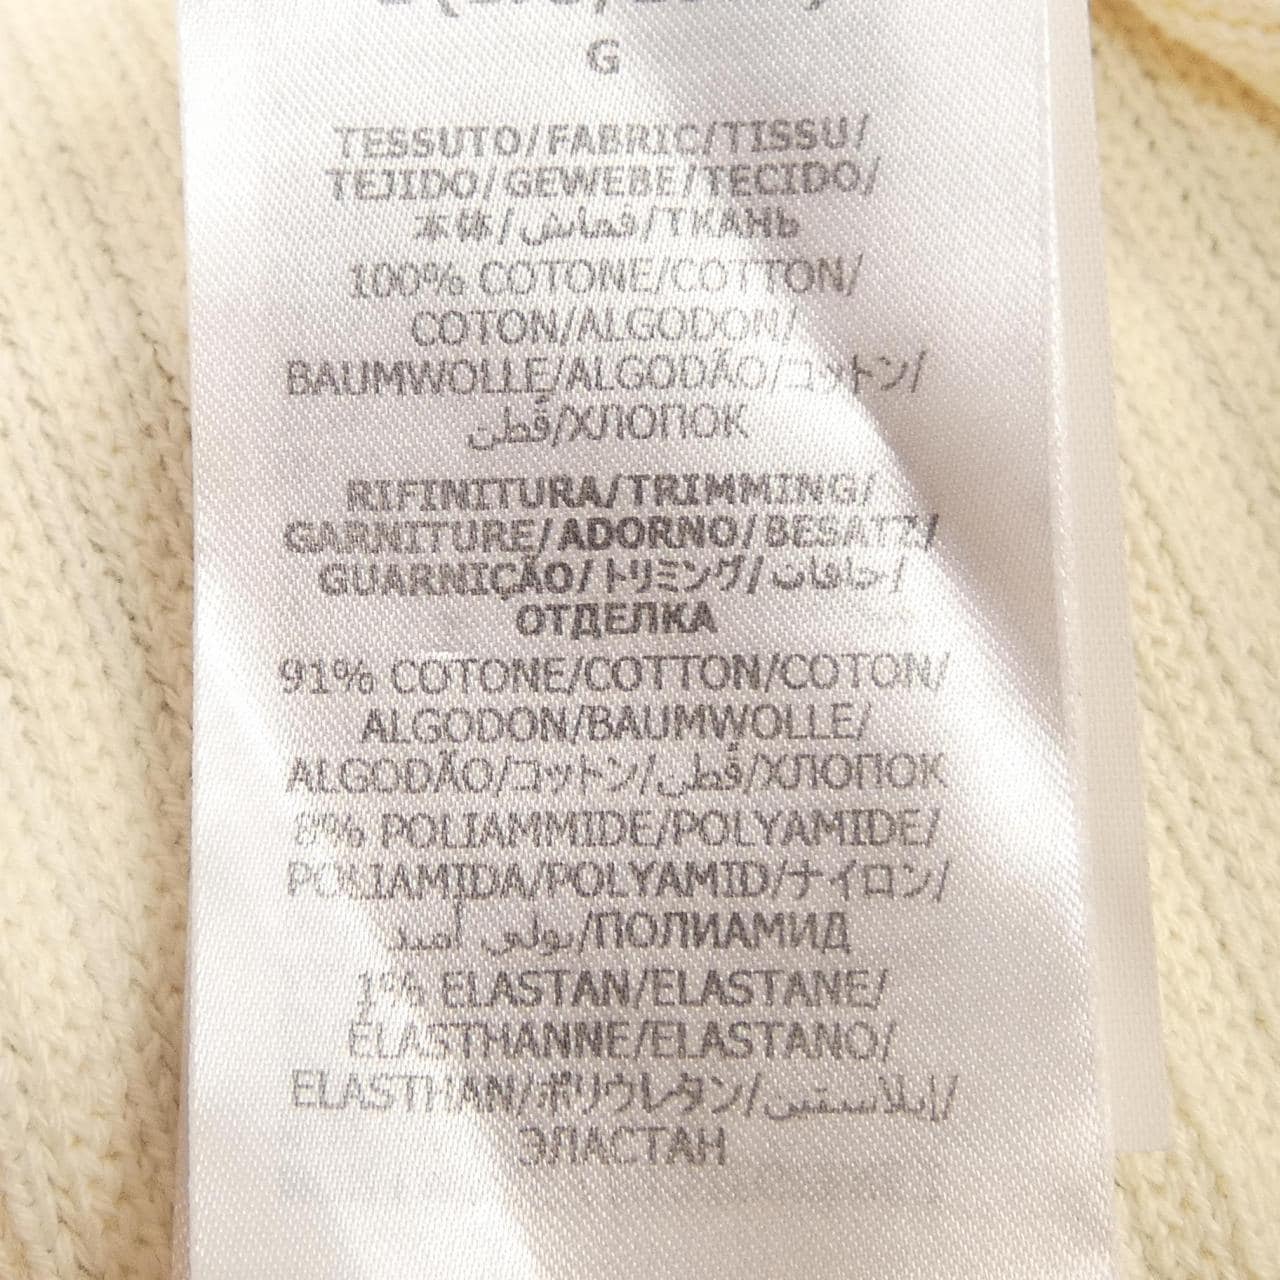 G
TESSUTO/FABRIC/TISSU/
TEJIDO/GEWEBE/TECIDO/
本体/قماش/ТКАНЬ
100% COTONE/COTTON/
COTON/ALGODON/
BAUMWOLLE/ALGODÃO/コットン/
قُطن/ХЛОПОК
RIFINITURA/TRIMMING/
GARNITURE/ADORNO/BESATZ/
GUARNIÇÃO/トリミング/حافات/
ОТДЕЛКА
91% COTONE/COTTON/COTON/
ALGODON/BAUMWOLLE/
ALGODÃO/コットン/قُطن/ХЛОПОК
8% POLIAMMIDE/POLYAMIDE/
POLIAMIDA/POLYAMID/ナイロン/
بولي أميد/ПОЛИАМИД
1% ELASTAN/ELASTANE/
ELASTHANNE/ELASTANO/
ELASTHAN/ポリウレタン/إيلاستين/
ЭЛАСТАН